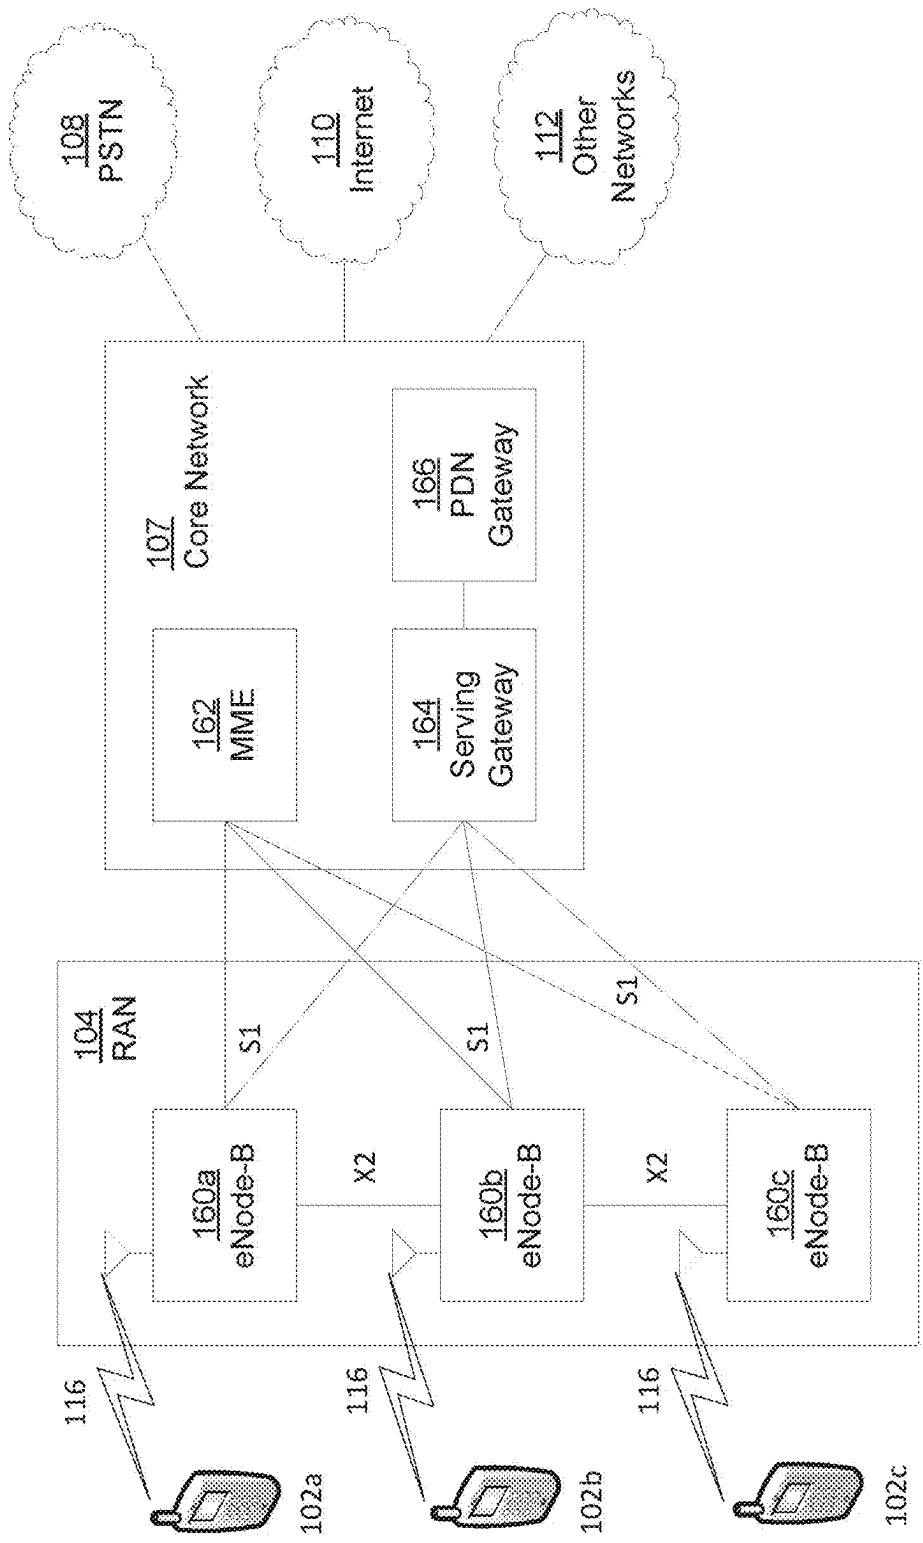 108
PSTN
110
Internet
112
Other
Networks
107
Core Network
162
MME
166
PDN
Gateway
164
Serving
Gateway
104
RAN
S1
S1
S1
160a
eNode-B
X2
160b
eNode-B
X2
160c
eNode-B
116
116
116
102a
102b
102c